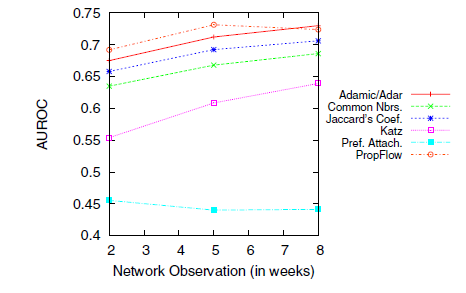 0.75
0.7
0.65
0.6
0.55
0.5
0.45
0.4
AUROC
2 3 4 5 6 7 8
Network Observation (in weeks)
Adamic/Adar
Common Nbrs.
Jaccard's Coef.
Katz
Pref. Attach.
PropFlow